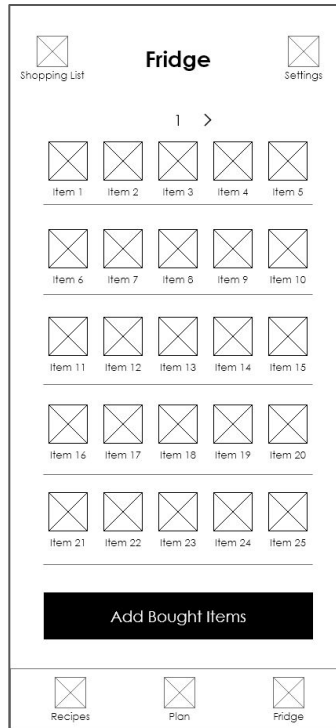 Fridge
Shopping List
Settings
1 >
Item 1 Item 2 Item 3 Item 4 Item 5
Item 6 Item 7 Item 8 Item 9 Item 10
Item 11 Item 12 Item 13 Item 14 Item 15
Item 16 Item 17 Item 18 Item 19 Item 20
Item 21 Item 22 Item 23 Item 24 Item 25
Add Bought Items
Recipes Plan Fridge